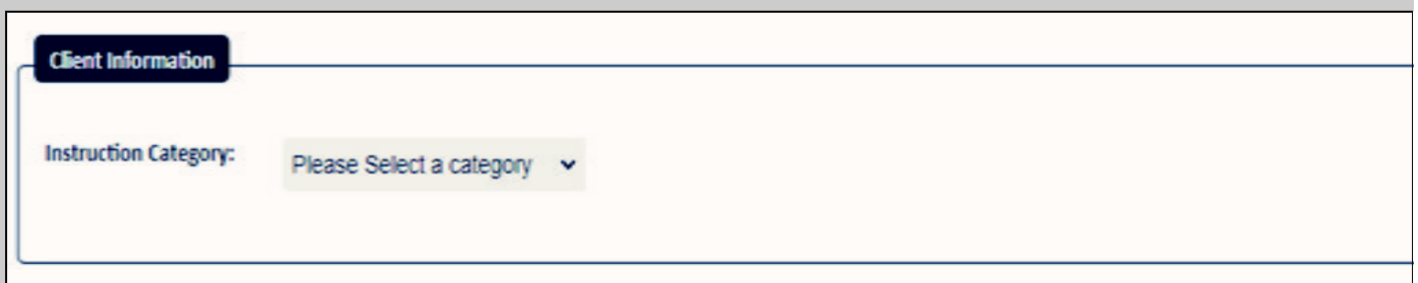 Client Information
Instruction Category:
Please Select a category